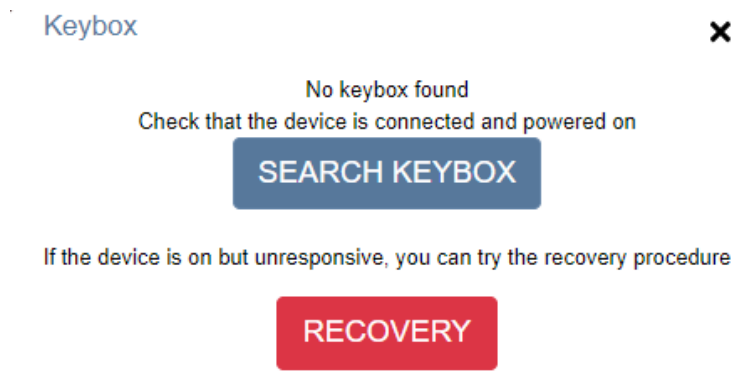 Keybox
No keybox found
Check that the device is connected and powered on
SEARCH KEYBOX
If the device is on but unresponsive, you can try the recovery procedure
RECOVERY